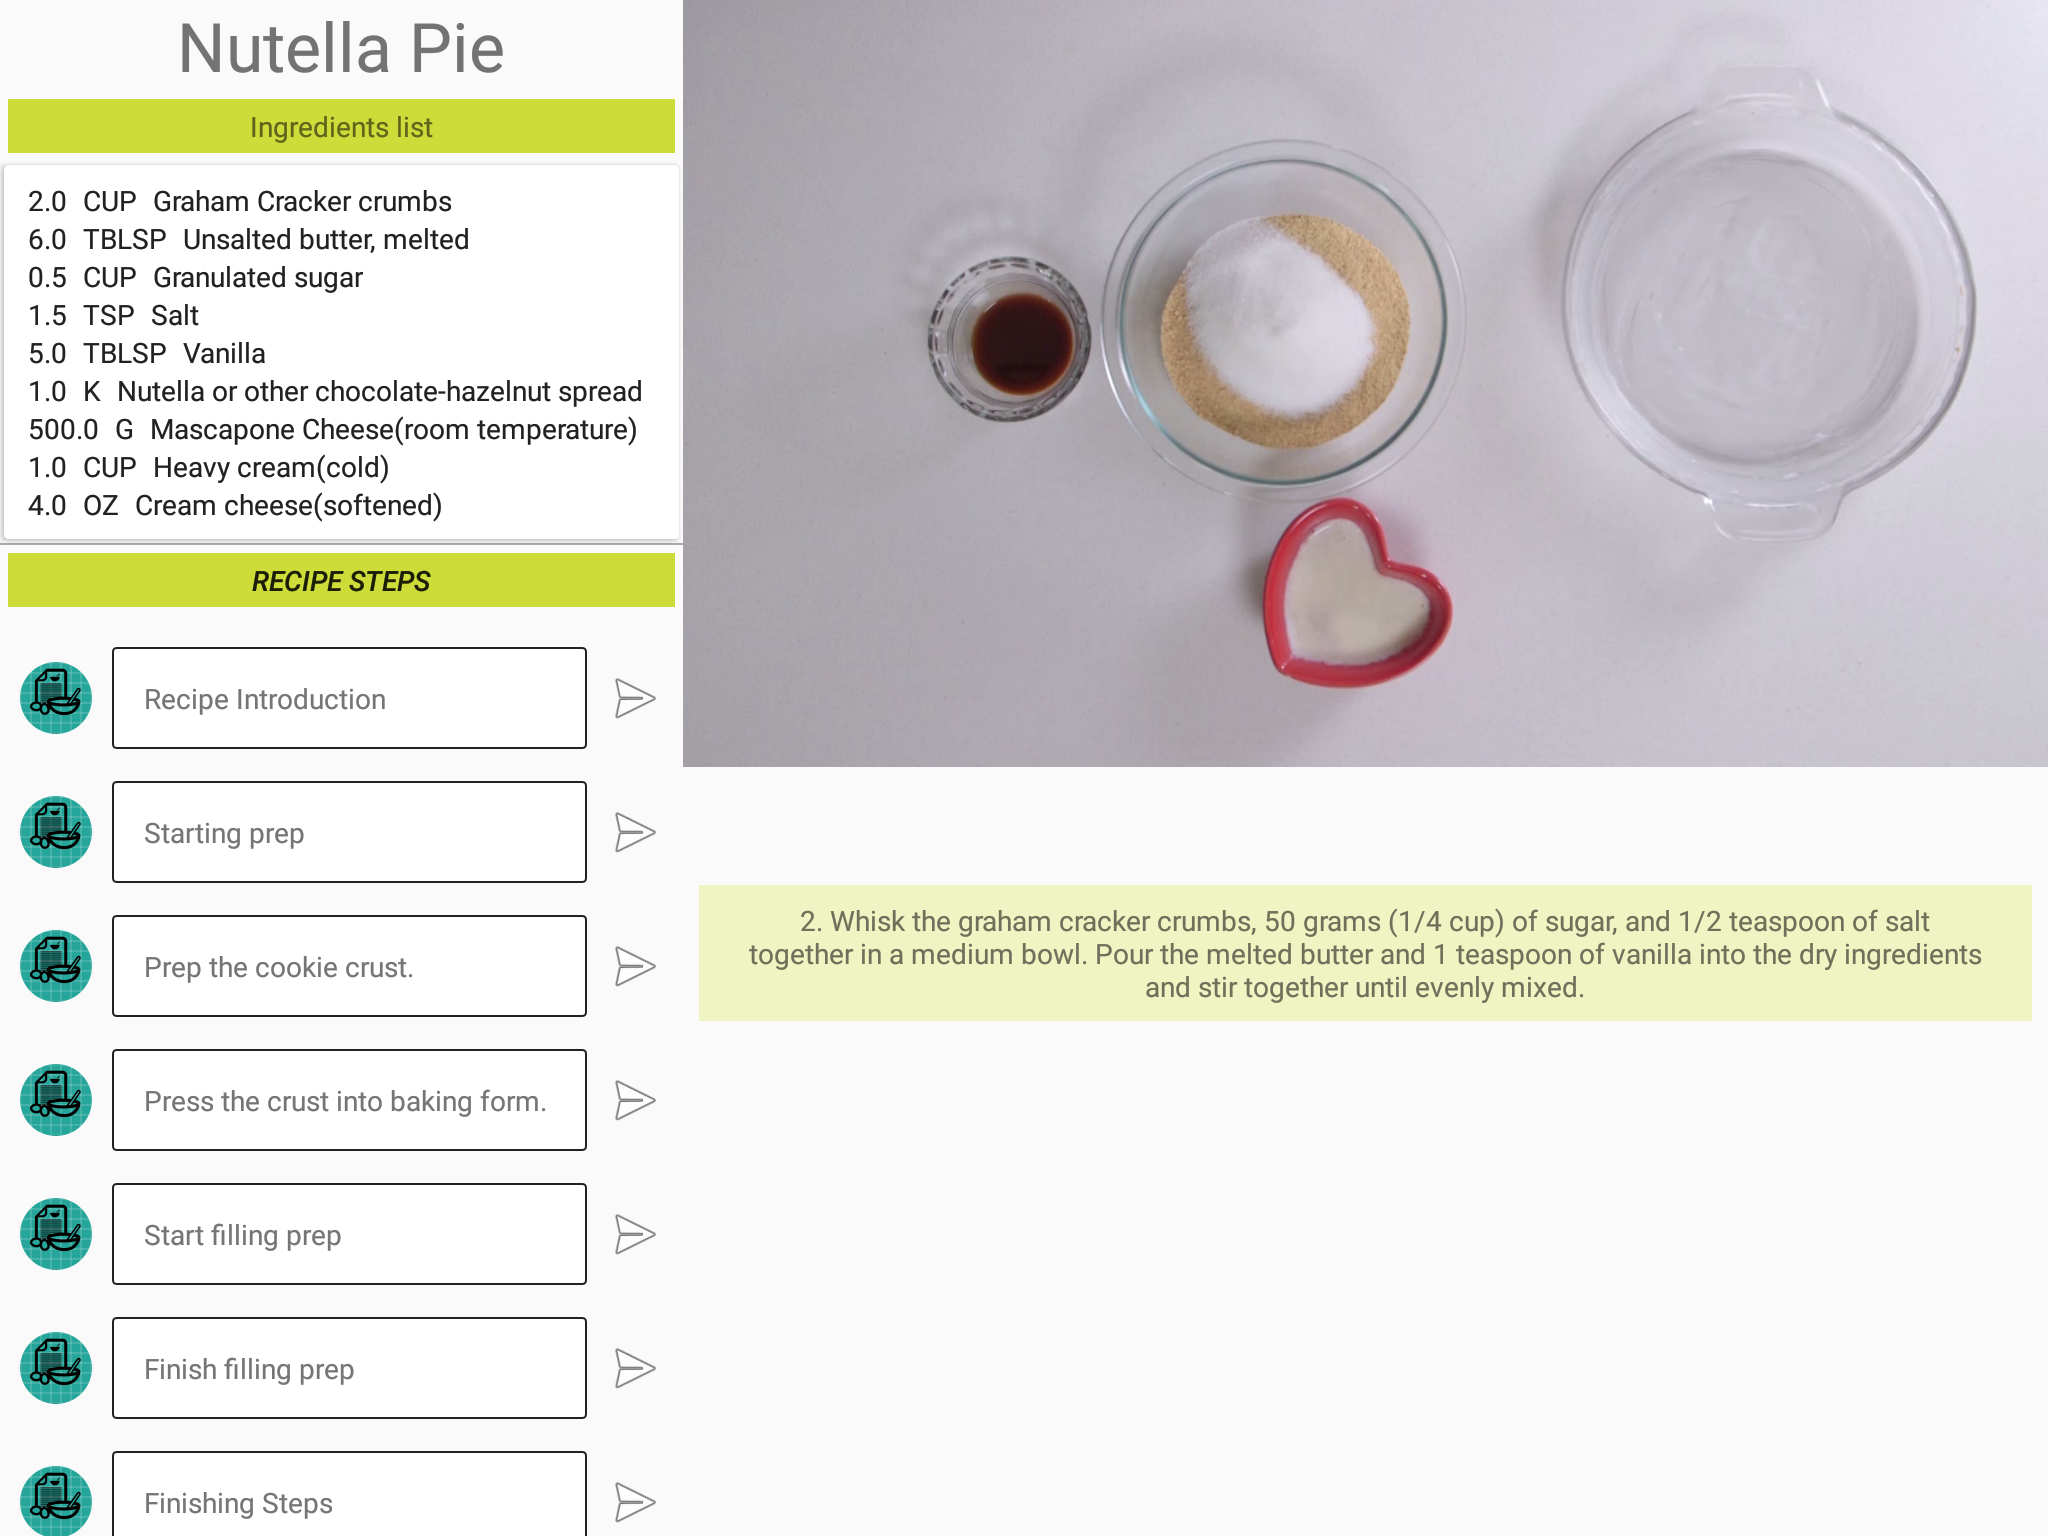 Nutella Pie
Ingredients list
2.0 CUP Graham Cracker crumbs
6.0 TBLSP Unsalted butter, melted
0.5 CUP Granulated sugar
1.5 TSP Salt
5.0 TBLSP Vanilla
1.0 K Nutella or other chocolate-hazelnut spread
500.0 G Mascapone Cheese(room temperature)
1.0 CUP Heavy cream(cold)
4.0 OZ Cream cheese(softened)
RECIPE STEPS
Recipe Introduction
Starting prep
Prep the cookie crust.
Press the crust into baking form.
Start filling prep
Finish filling prep
Finishing Steps
2. Whisk the graham cracker crumbs, 50 grams (1/4 cup) of sugar, and 1/2 teaspoon of salt
together in a medium bowl. Pour the melted butter and 1 teaspoon of vanilla into the dry ingredients
and stir together until evenly mixed.